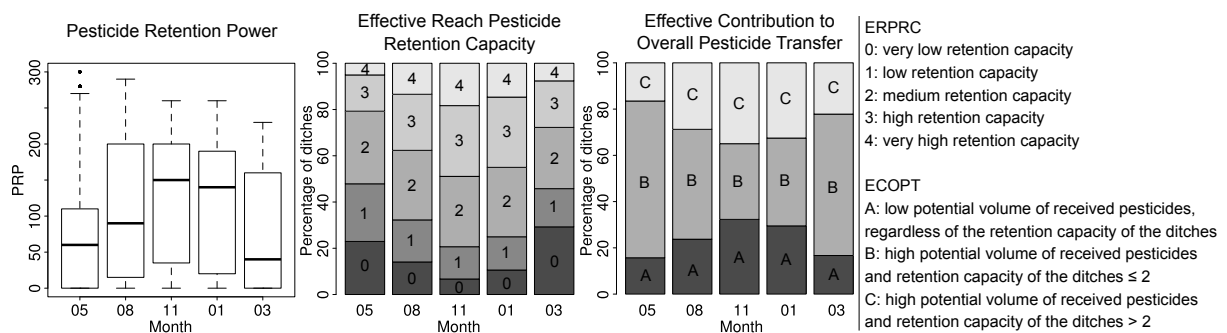 Pesticide Retention Power
PRP
0
50
100
200
300
05
08
11
01
03
Month
Effective Reach Pesticide
Retention Capacity
Percentage of ditches
0
20
40
60
80
100
4
3
2
1
0
4
3
2
1
0
4
3
2
1
0
4
3
2
1
0
4
3
2
1
0
05
08
11
01
03
Month
Effective Contribution to
Overall Pesticide Transfer
Percentage of ditches
0
20
40
60
80
100
C
B
A
C
B
A
C
B
A
C
B
A
C
B
A
05
08
11
01
03
Month
ERPRC
0: very low retention capacity
1: low retention capacity
2: medium retention capacity
3: high retention capacity
4: very high retention capacity
ECOPT
A: low potential volume of received pesticides,
regardless of the retention capacity of the ditches
B: high potential volume of received pesticides
and retention capacity of the ditches ≤ 2
C: high potential volume of received pesticides
and retention capacity of the ditches > 2